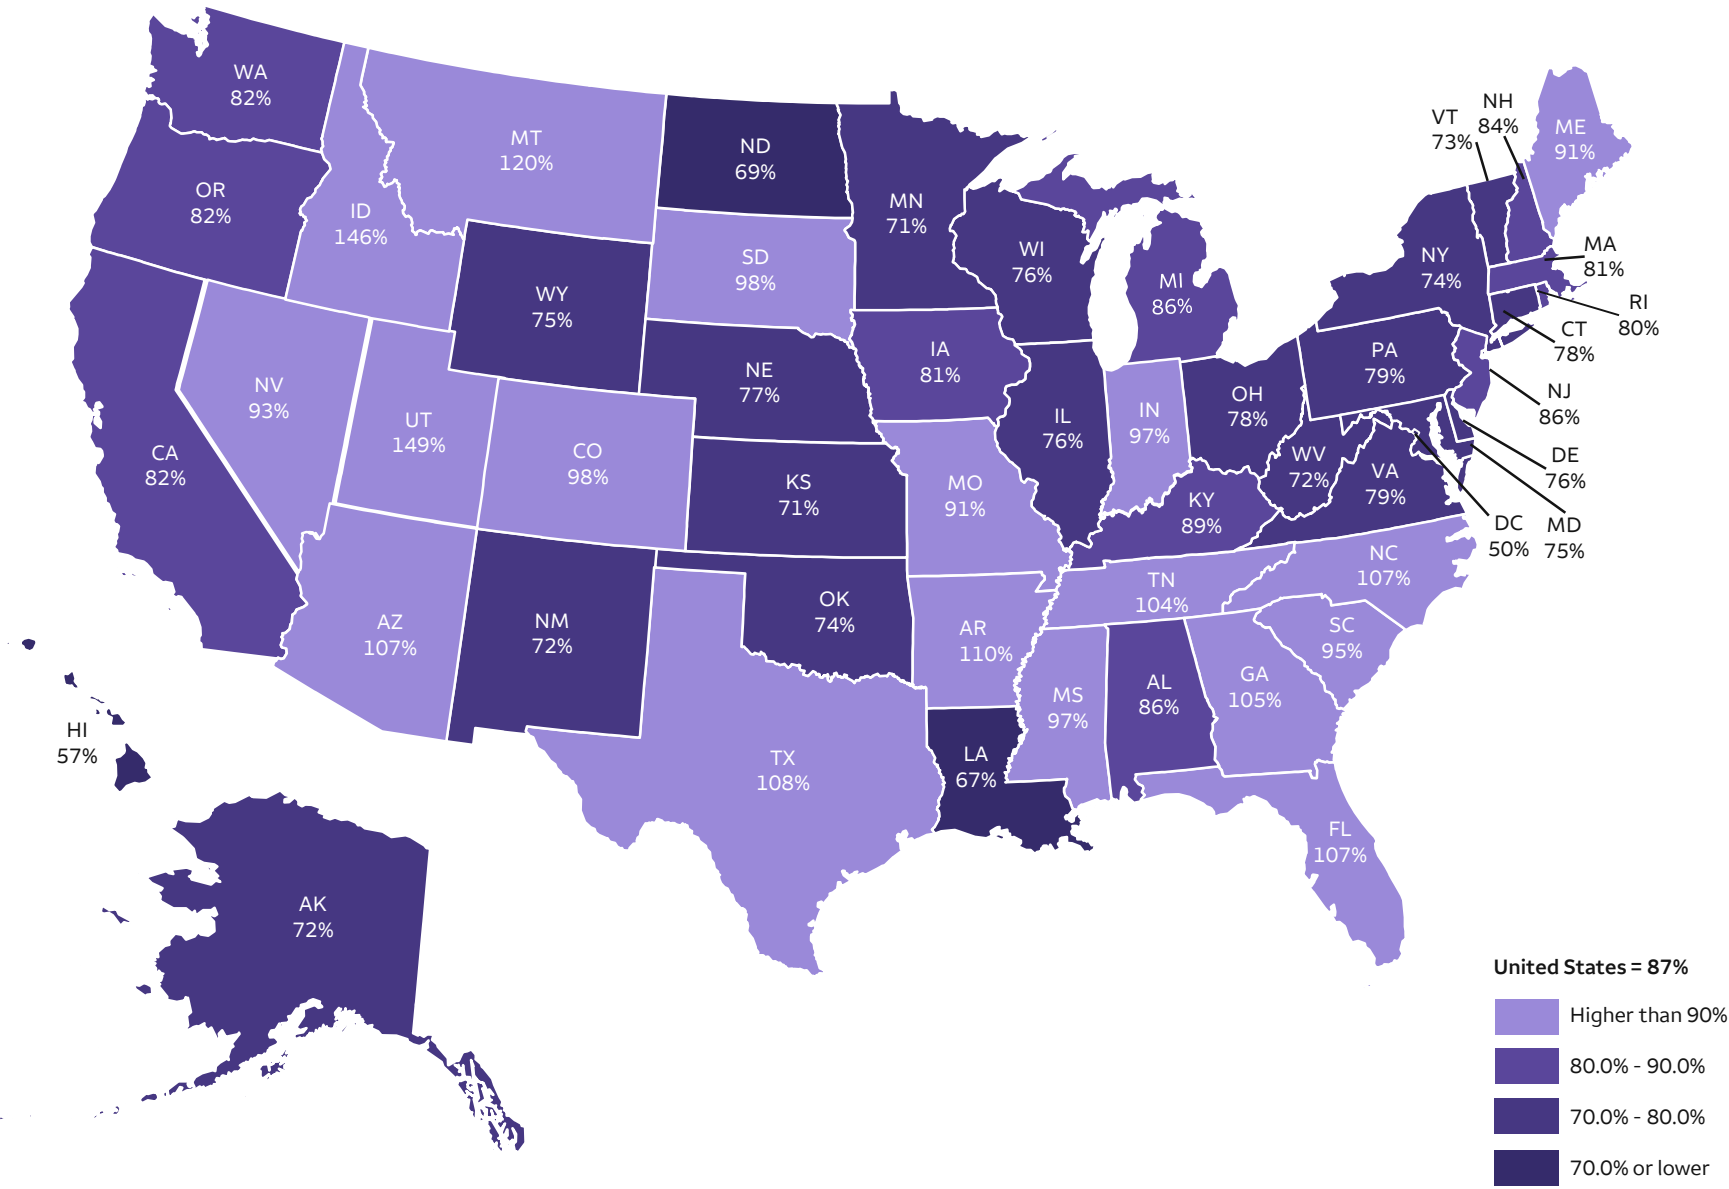 WA
82%
OR
82%
CA
82%
ID
146%
NV
93%
MT
120%
WY
75%
UT
149%
CO
98%
AZ
107%
NM
72%
ND
69%
SD
98%
NE
77%
KS
71%
OK
74%
TX
108%
MN
71%
IA
81%
MO
91%
AR
110%
LA
67%
WI
76%
IL
76%
MI
86%
IN
97%
OH
78%
KY
89%
TN
104%
MS
97%
AL
86%
GA
105%
FL
107%
SC
95%
NC
107%
WV
72%
VA
79%
PA
79%
NY
74%
VT
73%
NH
84%
ME
91%
MA
81%
RI
80%
CT
78%
NJ
86%
DE
76%
MD
75%
DC
50%
HI
57%
AK
72%
United States = 87%
Higher than 90%
80.0% - 90.0%
70.0% - 80.0%
70.0% or lower